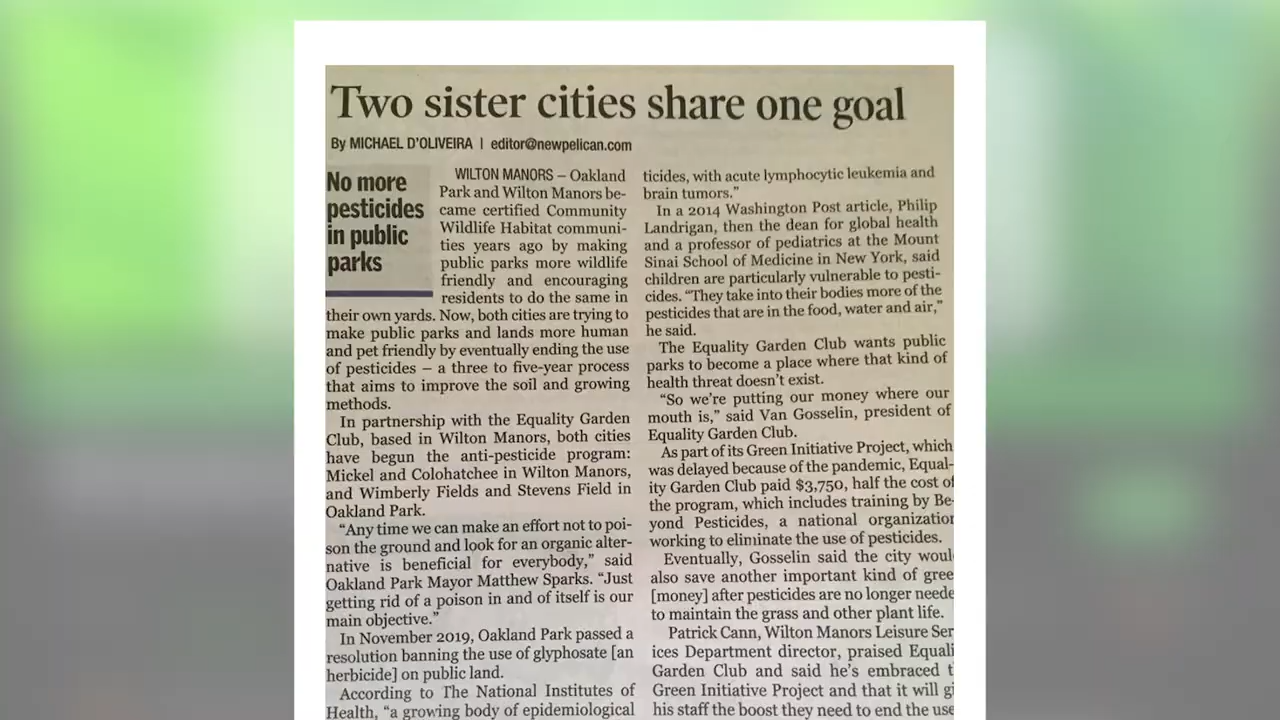 Two sister cities share one goal
By MICHAEL D'OLIVEIRA | editor@newpelican.com
No more
pesticides
in public
parks
WILTON MANORS – Oakland
Park and Wilton Manors be-
came certified Community
Wildlife Habitat communi-
ties years ago by making
public parks more wildlife
friendly and encouraging
residents to do the same in
their own yards. Now, both cities are trying to
make public parks and lands more human
and pet friendly by eventually ending the use
of pesticides – a three to five-year process
that aims to improve the soil and growing
methods.
In partnership with the Equality Garden
Club, based in Wilton Manors, both cities
have begun the anti-pesticide program:
Mickel and Colohatchee in Wilton Manors,
and Wimberly Fields and Stevens Field in
Oakland Park.
“Any time we can make an effort not to poi-
son the ground and look for an organic alter-
native is beneficial for everybody,” said
Oakland Park Mayor Matthew Sparks. “Just
getting rid of a poison in and of itself is our
main objective.”
In November 2019, Oakland Park passed a
resolution banning the use of glyphosate [an
herbicide] on public land.
According to The National Institutes of
Health, “a growing body of epidemiological
ticides, with acute lymphocytic leukemia and
brain tumors.”
In a 2014 Washington Post article, Philip
Landrigan, then the dean for global health
and a professor of pediatrics at the Mount
Sinai School of Medicine in New York, said
children are particularly vulnerable to pesti-
cides. “They take into their bodies more of the
pesticides that are in the food, water and air,”
he said.
The Equality Garden Club wants public
parks to become a place where that kind of
health threat doesn’t exist.
“So we’re putting our money where our
mouth is,” said Van Gosselin, president of
Equality Garden Club.
As part of its Green Initiative Project, which
was delayed because of the pandemic, Equal-
ity Garden Club paid $3,750, half the cost of
the program, which includes training by Be-
yond Pesticides, a national organization
working to eliminate the use of pesticides.
Eventually, Gosselin said the city woul
also save another important kind of gree
[money] after pesticides are no longer neede
to maintain the grass and other plant life.
Patrick Cann, Wilton Manors Leisure Ser
ices Department director, praised Equali
Garden Club and said he’s embraced t
Green Initiative Project and that it will gi
his staff the boost they need to end the use